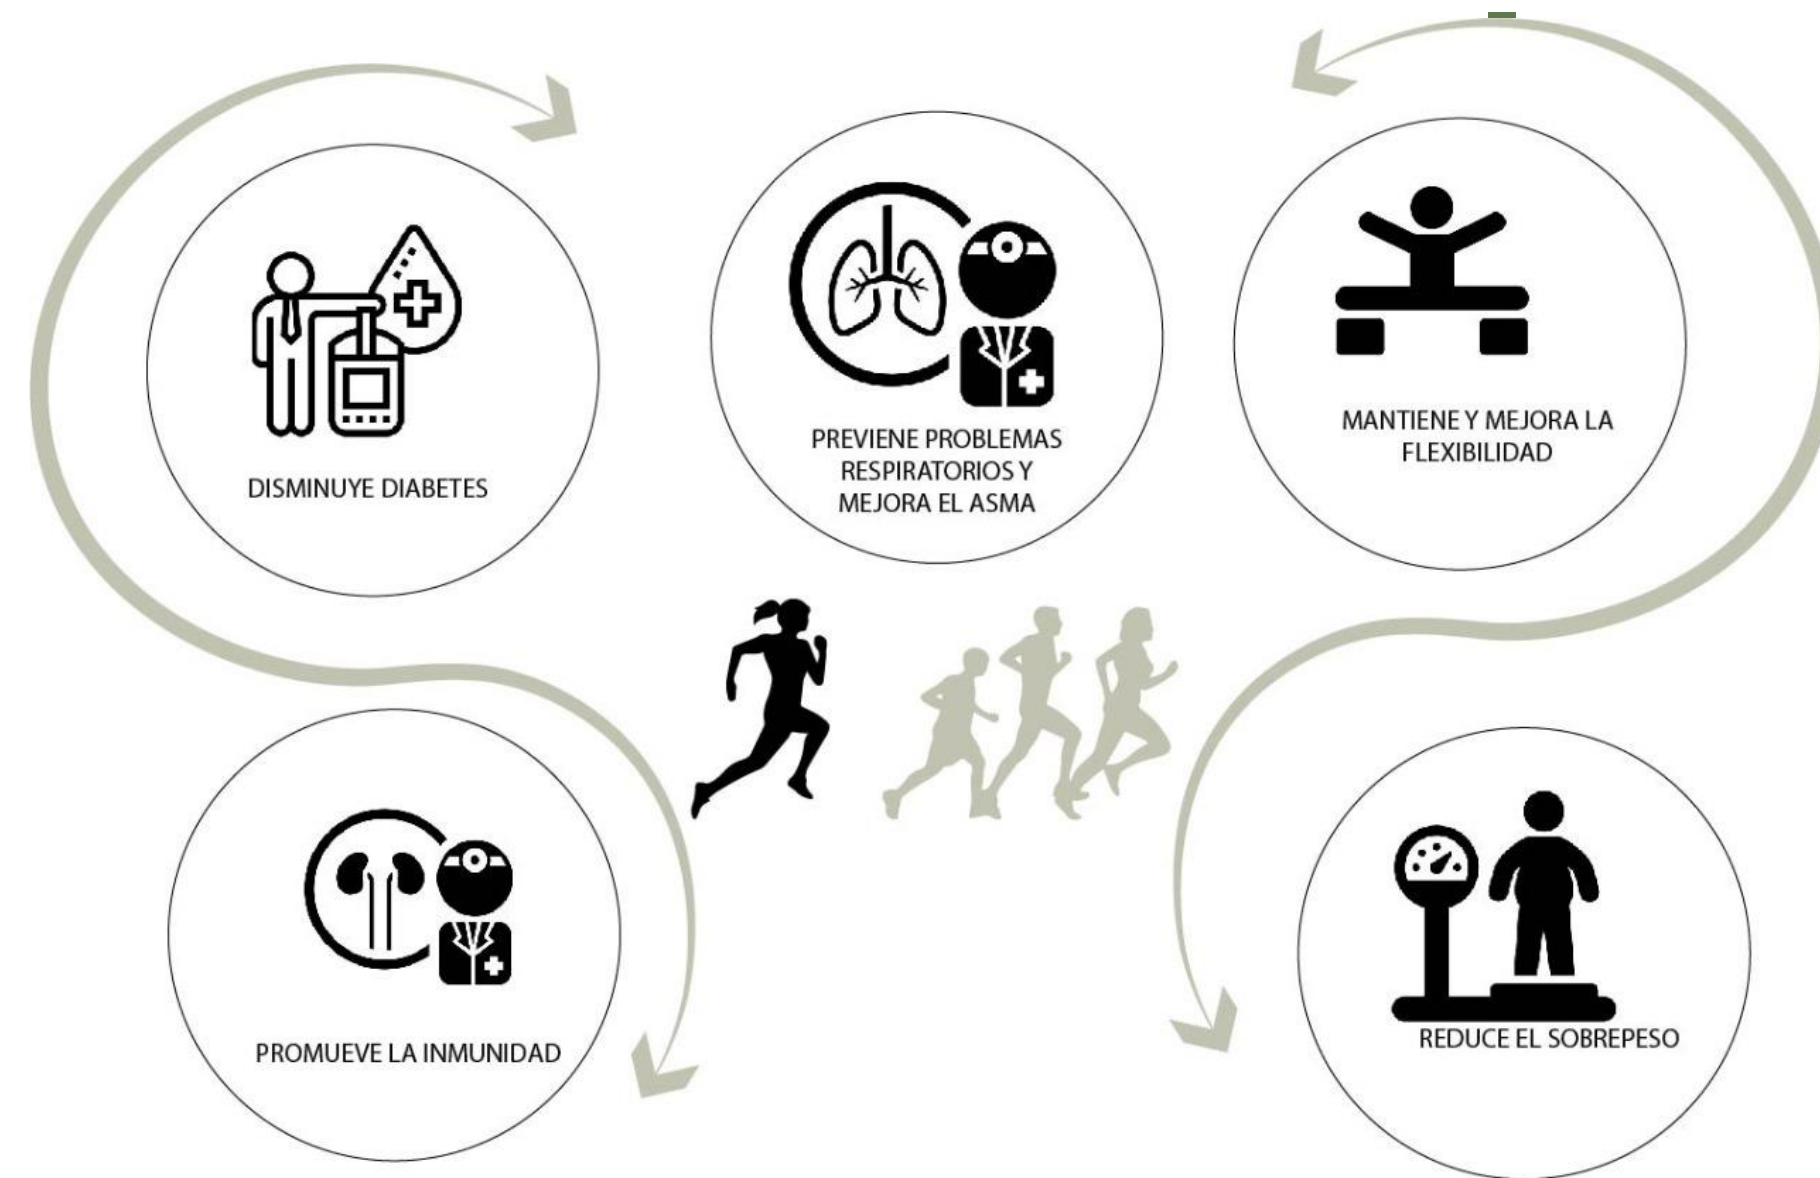 DISMINUYE DIABETES
PREVIENE PROBLEMAS
RESPIRATORIOS Y
MEJORA EL ASMA
MANTIENE Y MEJORA LA
FLEXIBILIDAD
PROMUEVE LA INMUNIDAD
REDUCE EL SOBREPESO